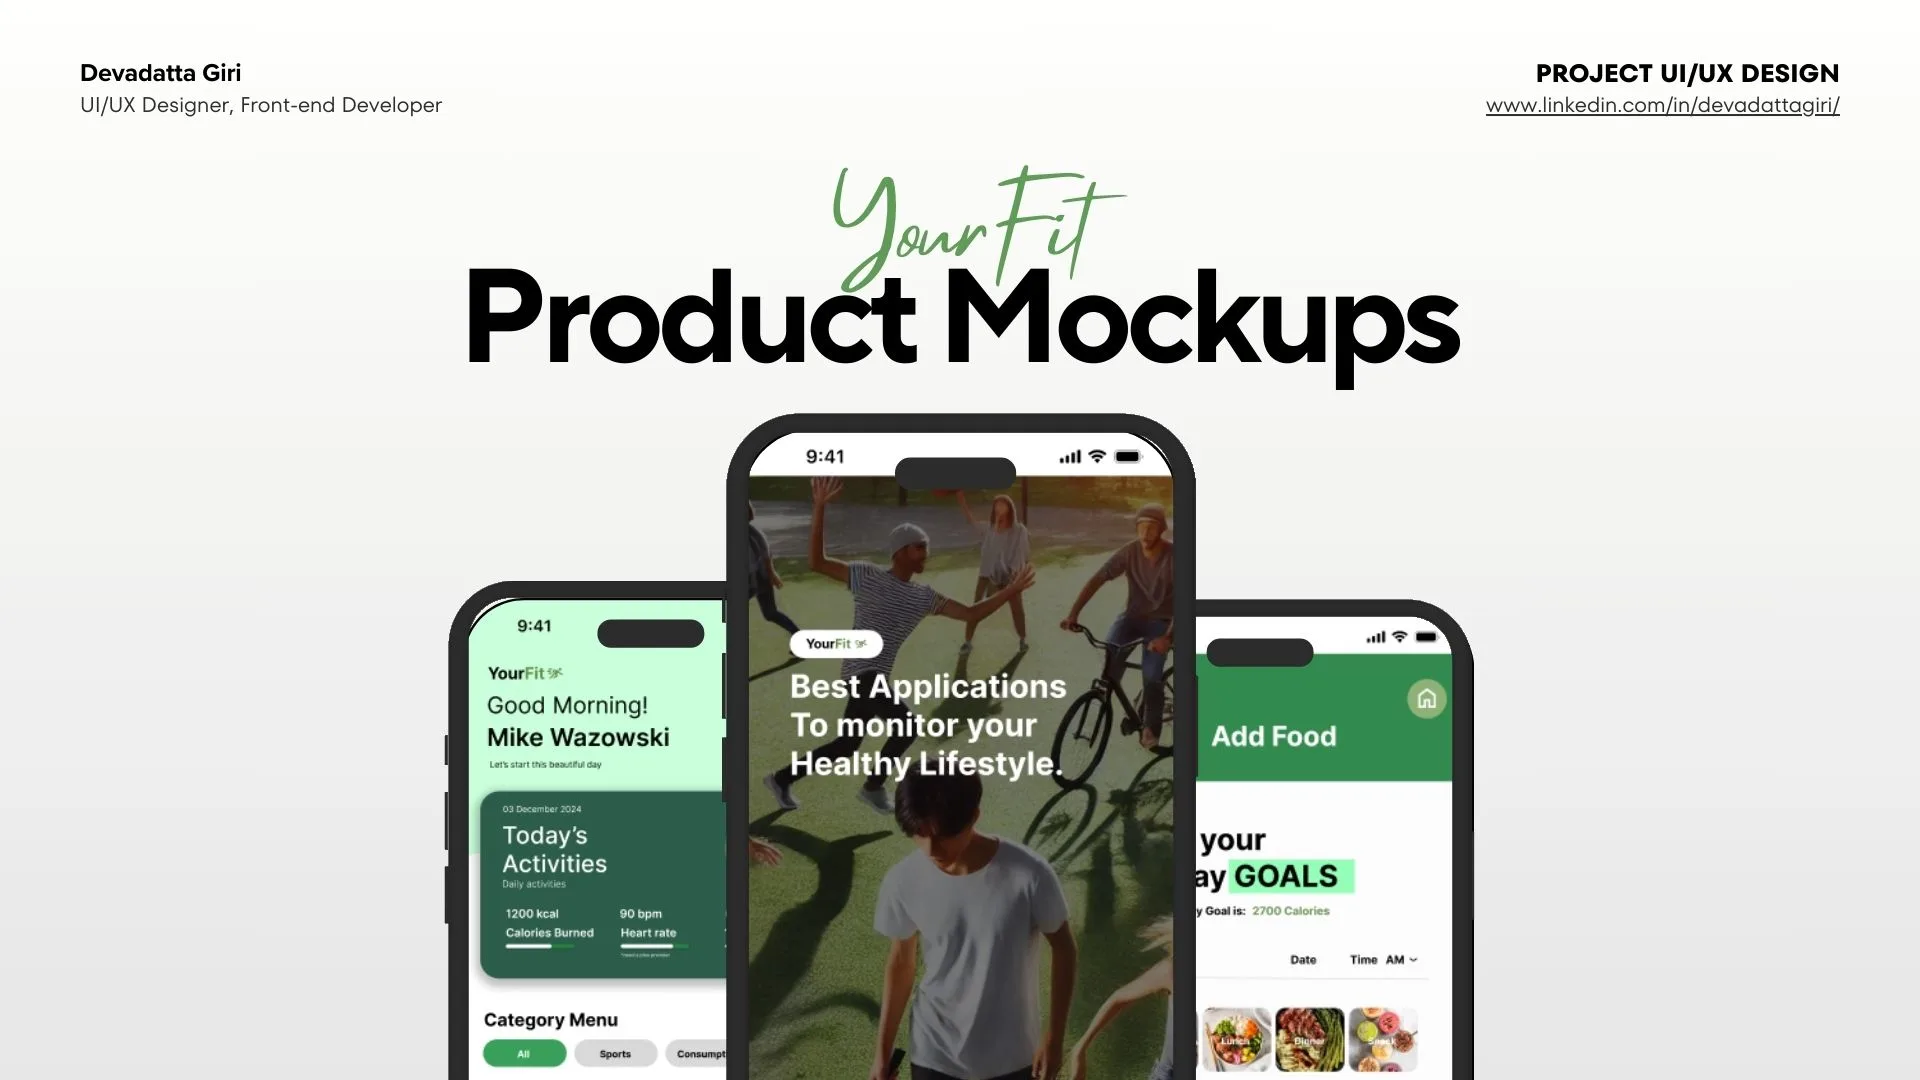 Devadatta Giri
UI/UX Designer, Front-end Developer
PROJECT UI/UX DESIGN
www.linkedin.com/in/devadattagiri/
YourFit
Product Mockups
9:41
YourFit
Good Morning!
Mike Wazowski
Let's start this beautiful day
03 December 2024
Today's
Activities
Daily activities
1200 kcal
90 bpm
Calories Burned
Heart rate
Category Menu
All
Sports
Consumpt
9:41
YourFit
Best Applications
To monitor your
Healthy Lifestyle.
Add Food
your
ay GOALS
y Goal is: 2700 Calories
Date
Time AM
Lunch
Dinner
Snack